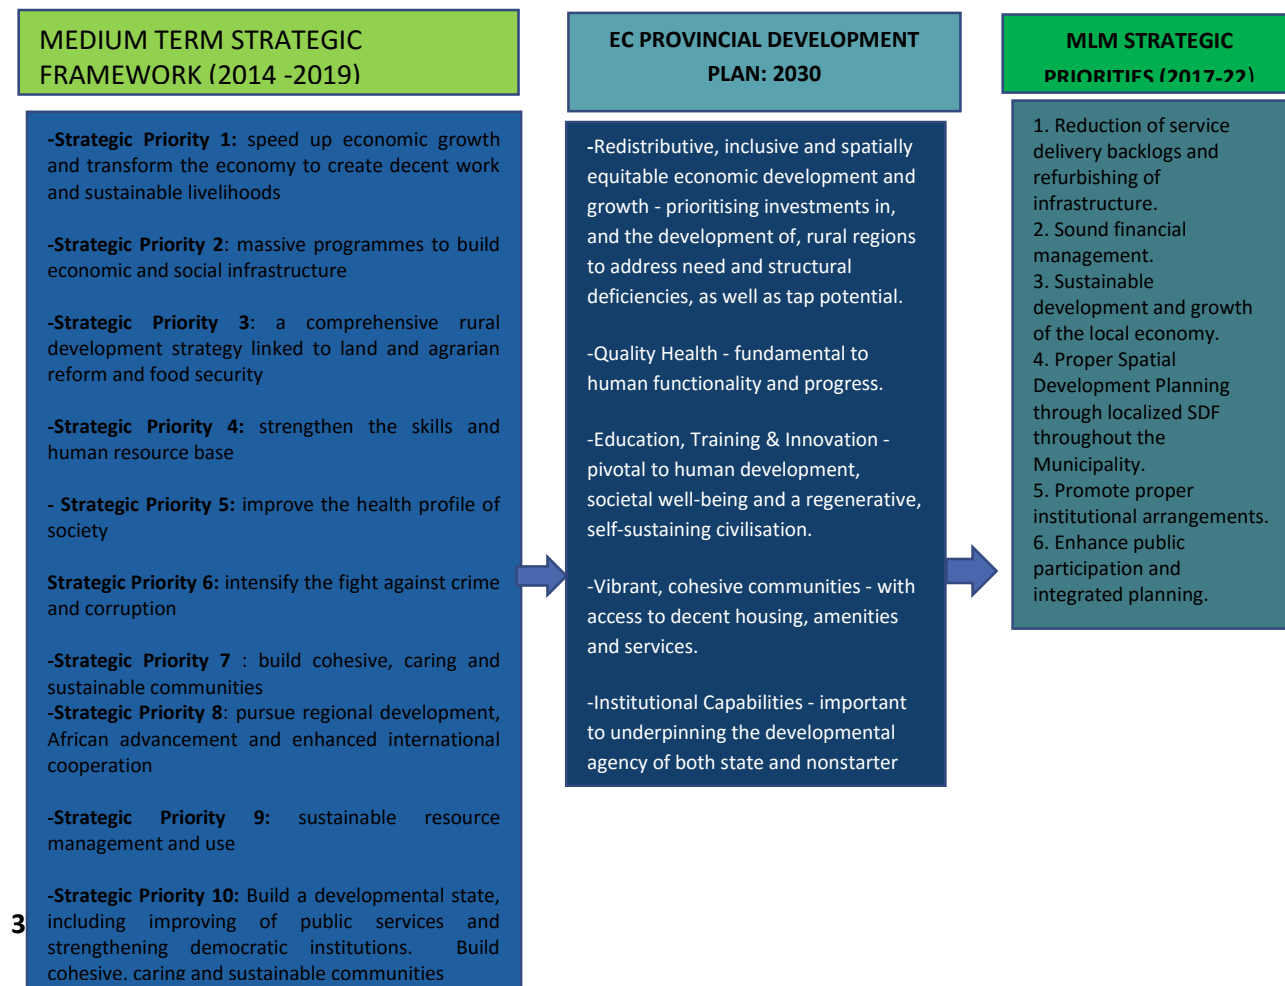 MEDIUM TERM STRATEGIC
FRAMEWORK (2014 -2019)
-Strategic Priority 1: speed up economic growth
and transform the economy to create decent work
and sustainable livelihoods
-Strategic Priority 2: massive programmes to build
economic and social infrastructure
-Strategic Priority 3: a comprehensive rural
development strategy linked to land and agrarian
reform and food security
-Strategic Priority 4: strengthen the skills and
human resource base
- Strategic Priority 5: improve the health profile of
society
Strategic Priority 6: intensify the fight against crime
and corruption
-Strategic Priority 7 : build cohesive, caring and
sustainable communities
-Strategic Priority 8: pursue regional development,
African advancement and enhanced international
cooperation
-Strategic Priority 9: sustainable resource
management and use
-Strategic Priority 10: Build a developmental state,
including improving of public services and
strengthening democratic institutions. Build
cohesive, caring and sustainable communities
3
EC PROVINCIAL DEVELOPMENT
PLAN: 2030
-Redistributive, inclusive and spatially
equitable economic development and
growth - prioritising investments in,
and the development of, rural regions
to address need and structural
deficiencies, as well as tap potential.
-Quality Health - fundamental to
human functionality and progress.
-Education, Training & Innovation -
pivotal to human development,
societal well-being and a regenerative,
self-sustaining civilisation.
-Vibrant, cohesive communities - with
access to decent housing, amenities
and services.
-Institutional Capabilities - important
to underpinning the developmental
agency of both state and nonstarter
MLM STRATEGIC
PRIORITIES (2017-22)
1. Reduction of service
delivery backlogs and
refurbishing of
infrastructure.
2. Sound financial
management.
3. Sustainable
development and growth
of the local economy.
4. Proper Spatial
Development Planning
through localized SDF
throughout the
Municipality.
5. Promote proper
institutional arrangements.
6. Enhance public
participation and
integrated planning.